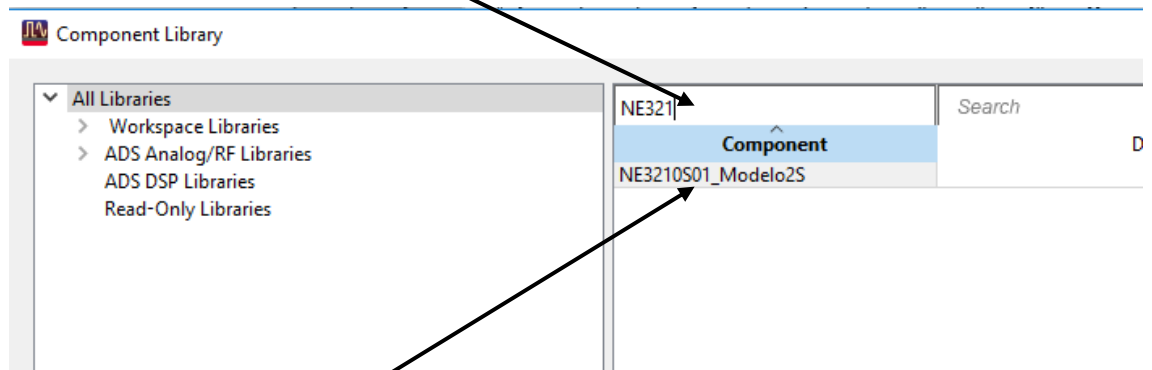 Component Library
All Libraries
Workspace Libraries
ADS Analog/RF Libraries
ADS DSP Libraries
Read-Only Libraries
NE321
Search
Component
D
NE3210S01_Modelo2S